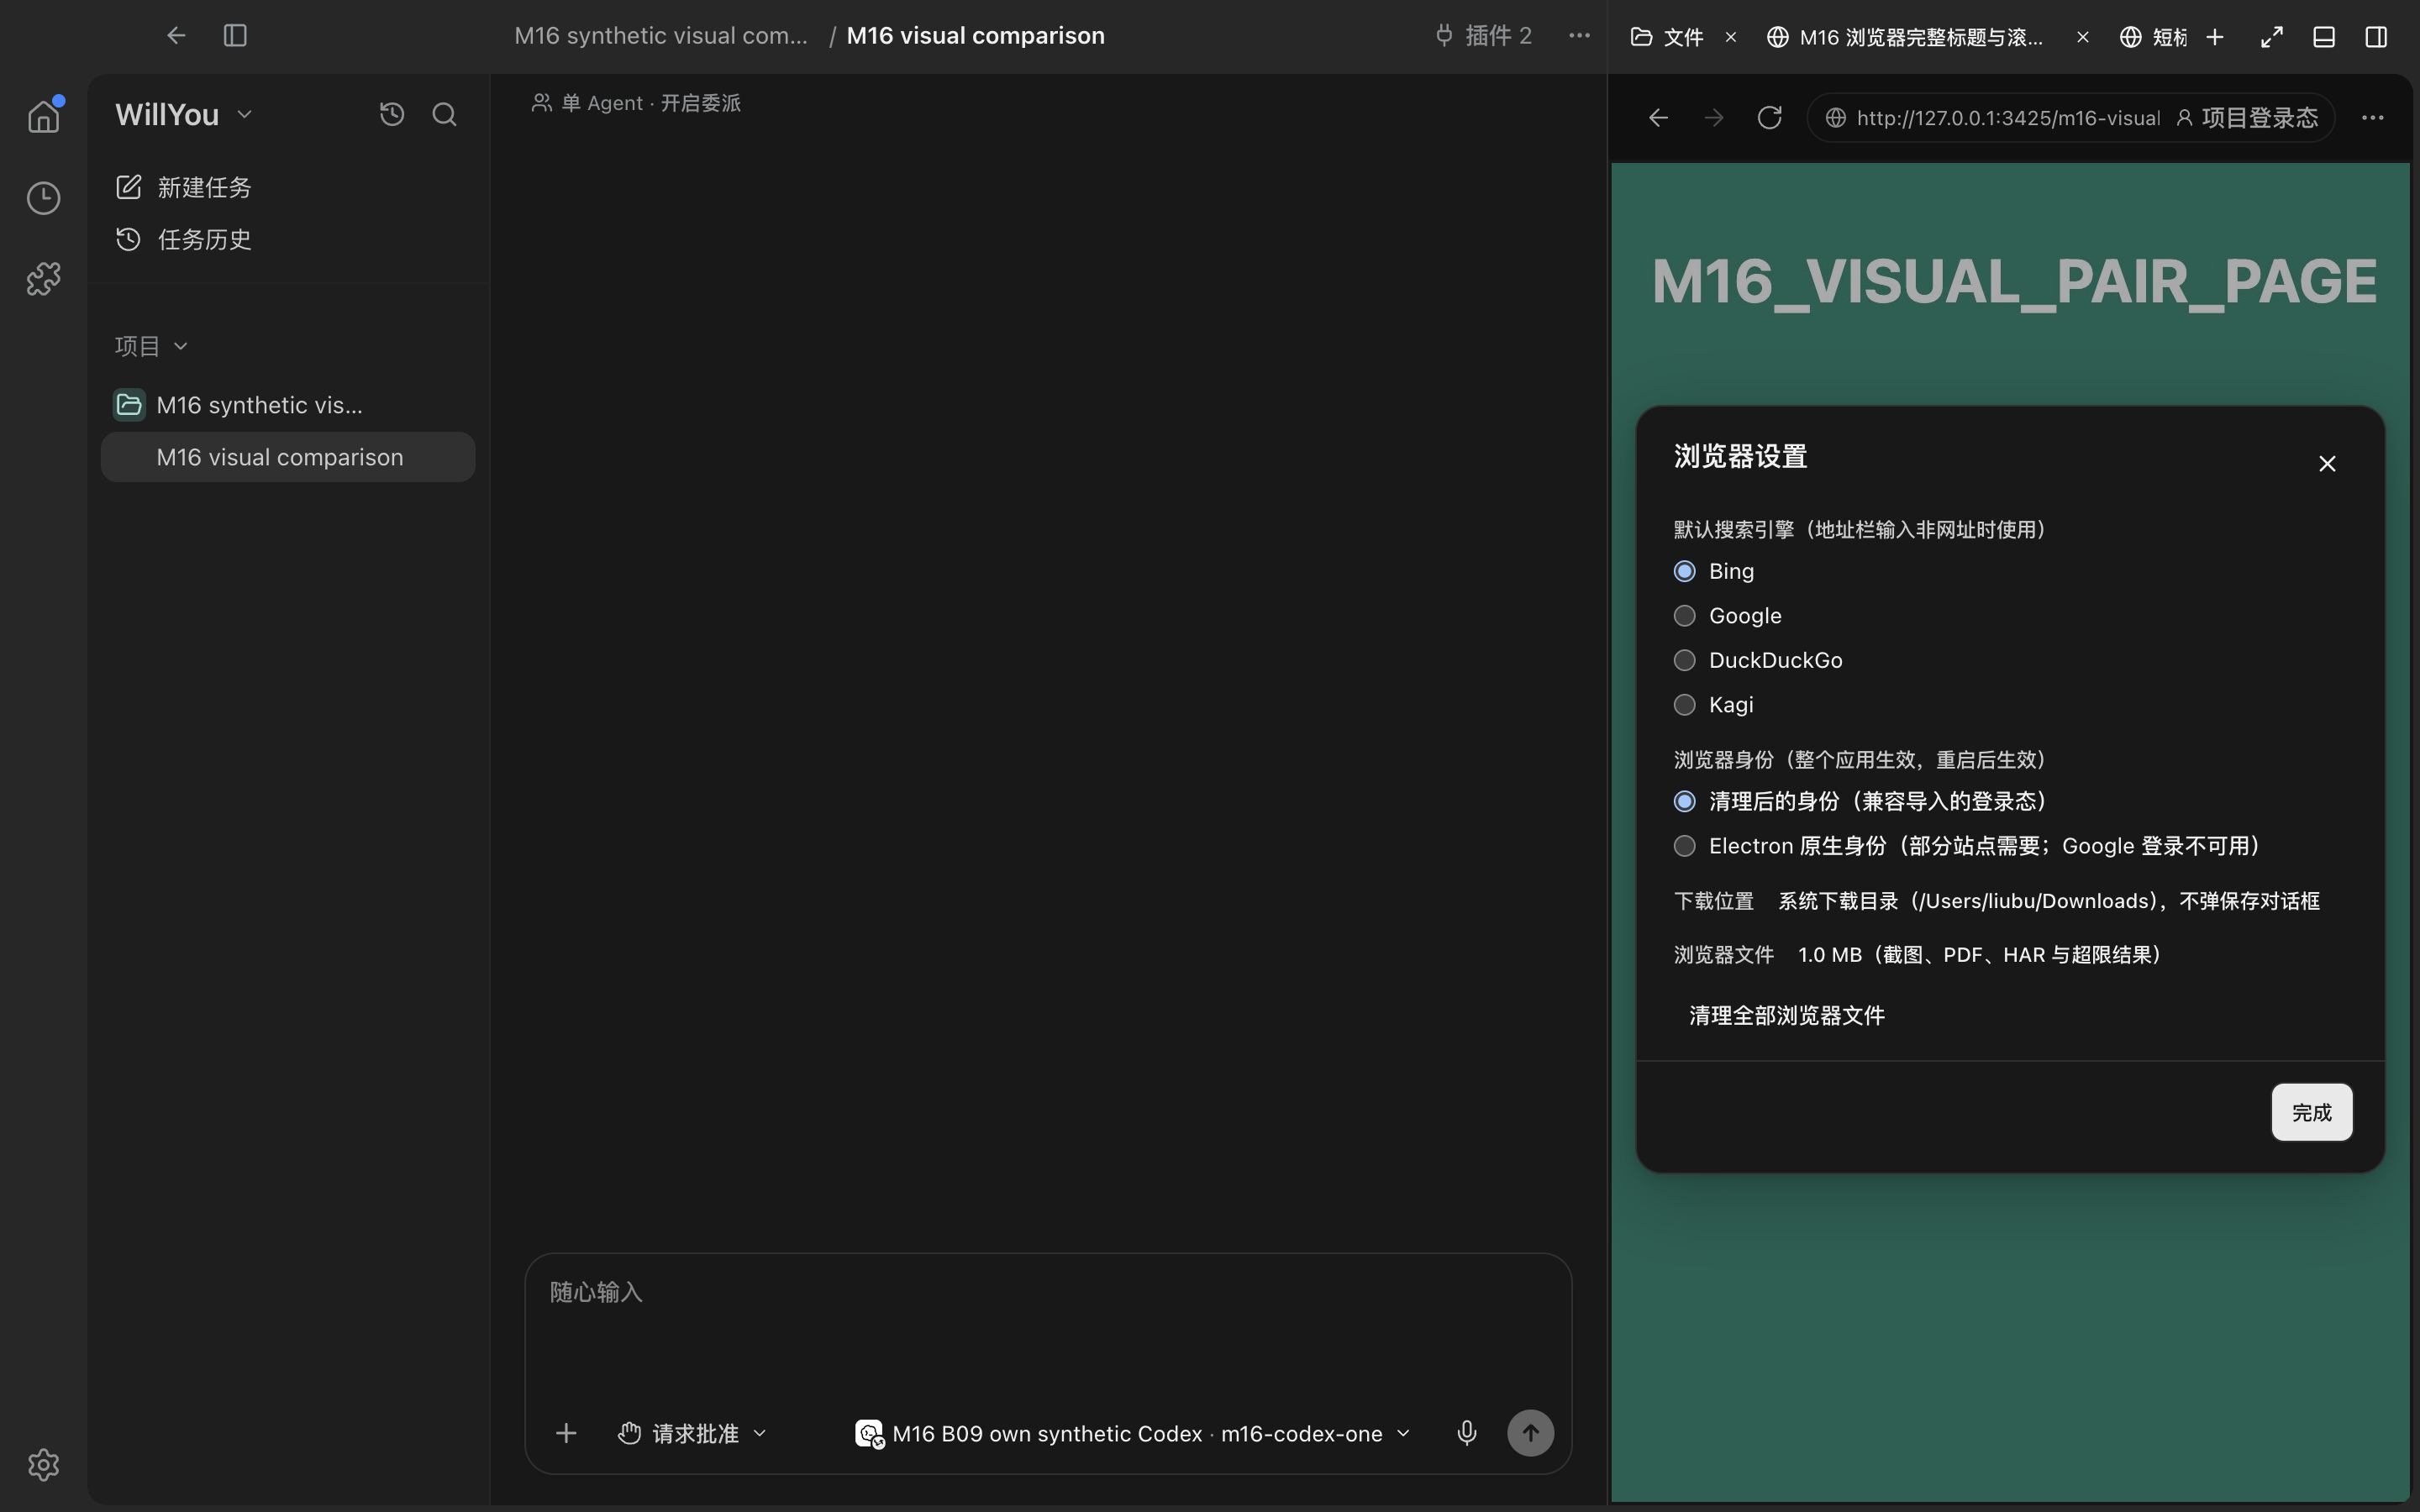 M16 synthetic visual com... / M16 visual comparison
插件 2
文件
M16 浏览器完整标题与滚...
短标
WillYou
新建任务
任务历史
项目
M16 synthetic vis...
M16 visual comparison
单 Agent · 开启委派
随心输入
请求批准
M16 B09 own synthetic Codex · m16-codex-one
http://127.0.0.1:3425/m16-visual
项目登录态
M16_VISUAL_PAIR_PAGE
浏览器设置
默认搜索引擎（地址栏输入非网址时使用）
Bing
Google
DuckDuckGo
Kagi
浏览器身份（整个应用生效，重启后生效）
清理后的身份（兼容导入的登录态）
Electron 原生身份（部分站点需要；Google 登录不可用）
下载位置 系统下载目录（/Users/liubu/Downloads），不弹保存对话框
浏览器文件 1.0 MB（截图、PDF、HAR 与超限结果）
清理全部浏览器文件
完成